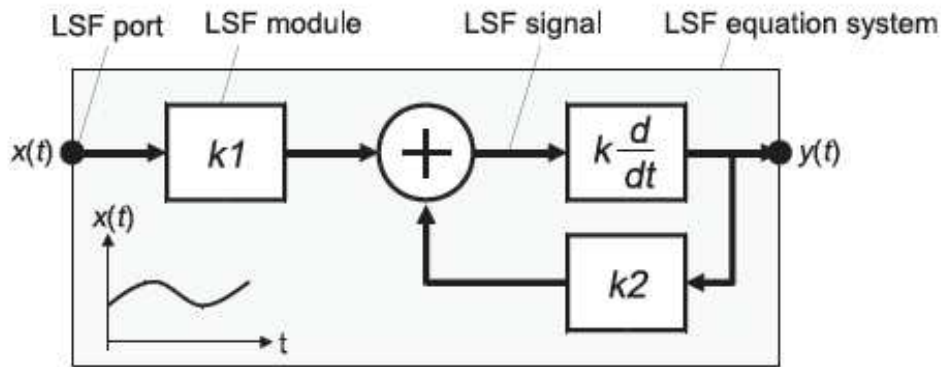 LSF port LSF module LSF signal LSF equation system
x(t) k1 + k d/dt y(t)
x(t)
k2
t